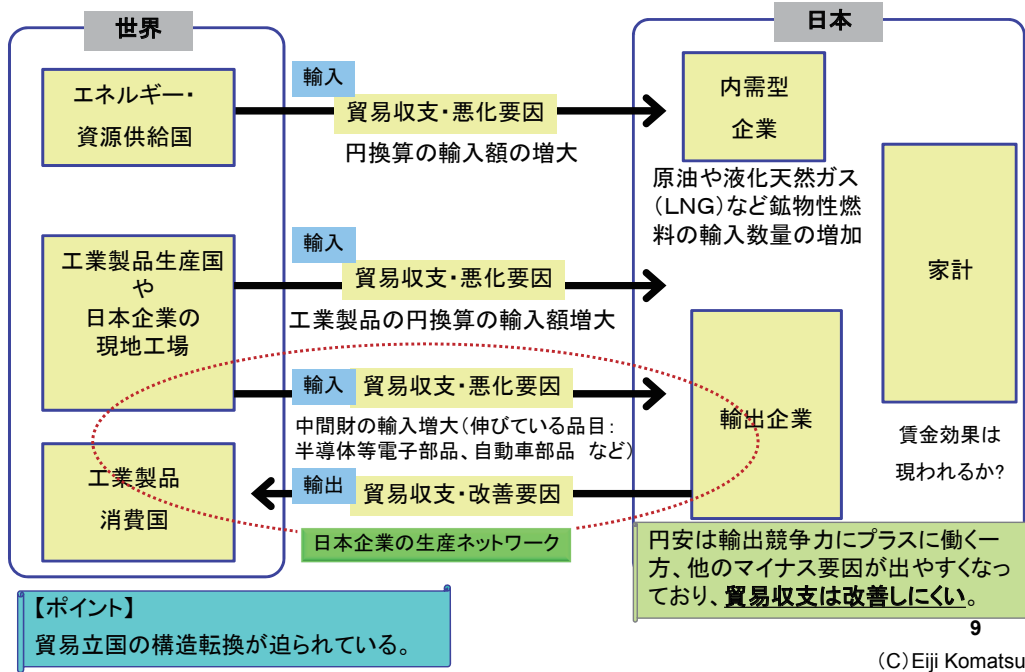 世界
日本
エネルギー・
資源供給国
輸入
貿易収支・悪化要因
円換算の輸入額の増大
内需型
企業
原油や液化天然ガス
（LNG）など鉱物性燃
料の輸入数量の増加
工業製品生産国
や
日本企業の
現地工場
輸入
貿易収支・悪化要因
工業製品の円換算の輸入額増大
家計
輸入
貿易収支・悪化要因
中間財の輸入増大（伸びている品目：
半導体等電子部品、自動車部品 など）
輸出企業
賃金効果は
現われるか?
工業製品
消費国
輸出
貿易収支・改善要因
日本企業の生産ネットワーク
円安は輸出競争力にプラスに働く一
方、他のマイナス要因が出やすくなっ
ており、貿易収支は改善しにくい。
【ポイント】
貿易立国の構造転換が迫られている。
9
(C)Eiji Komatsu